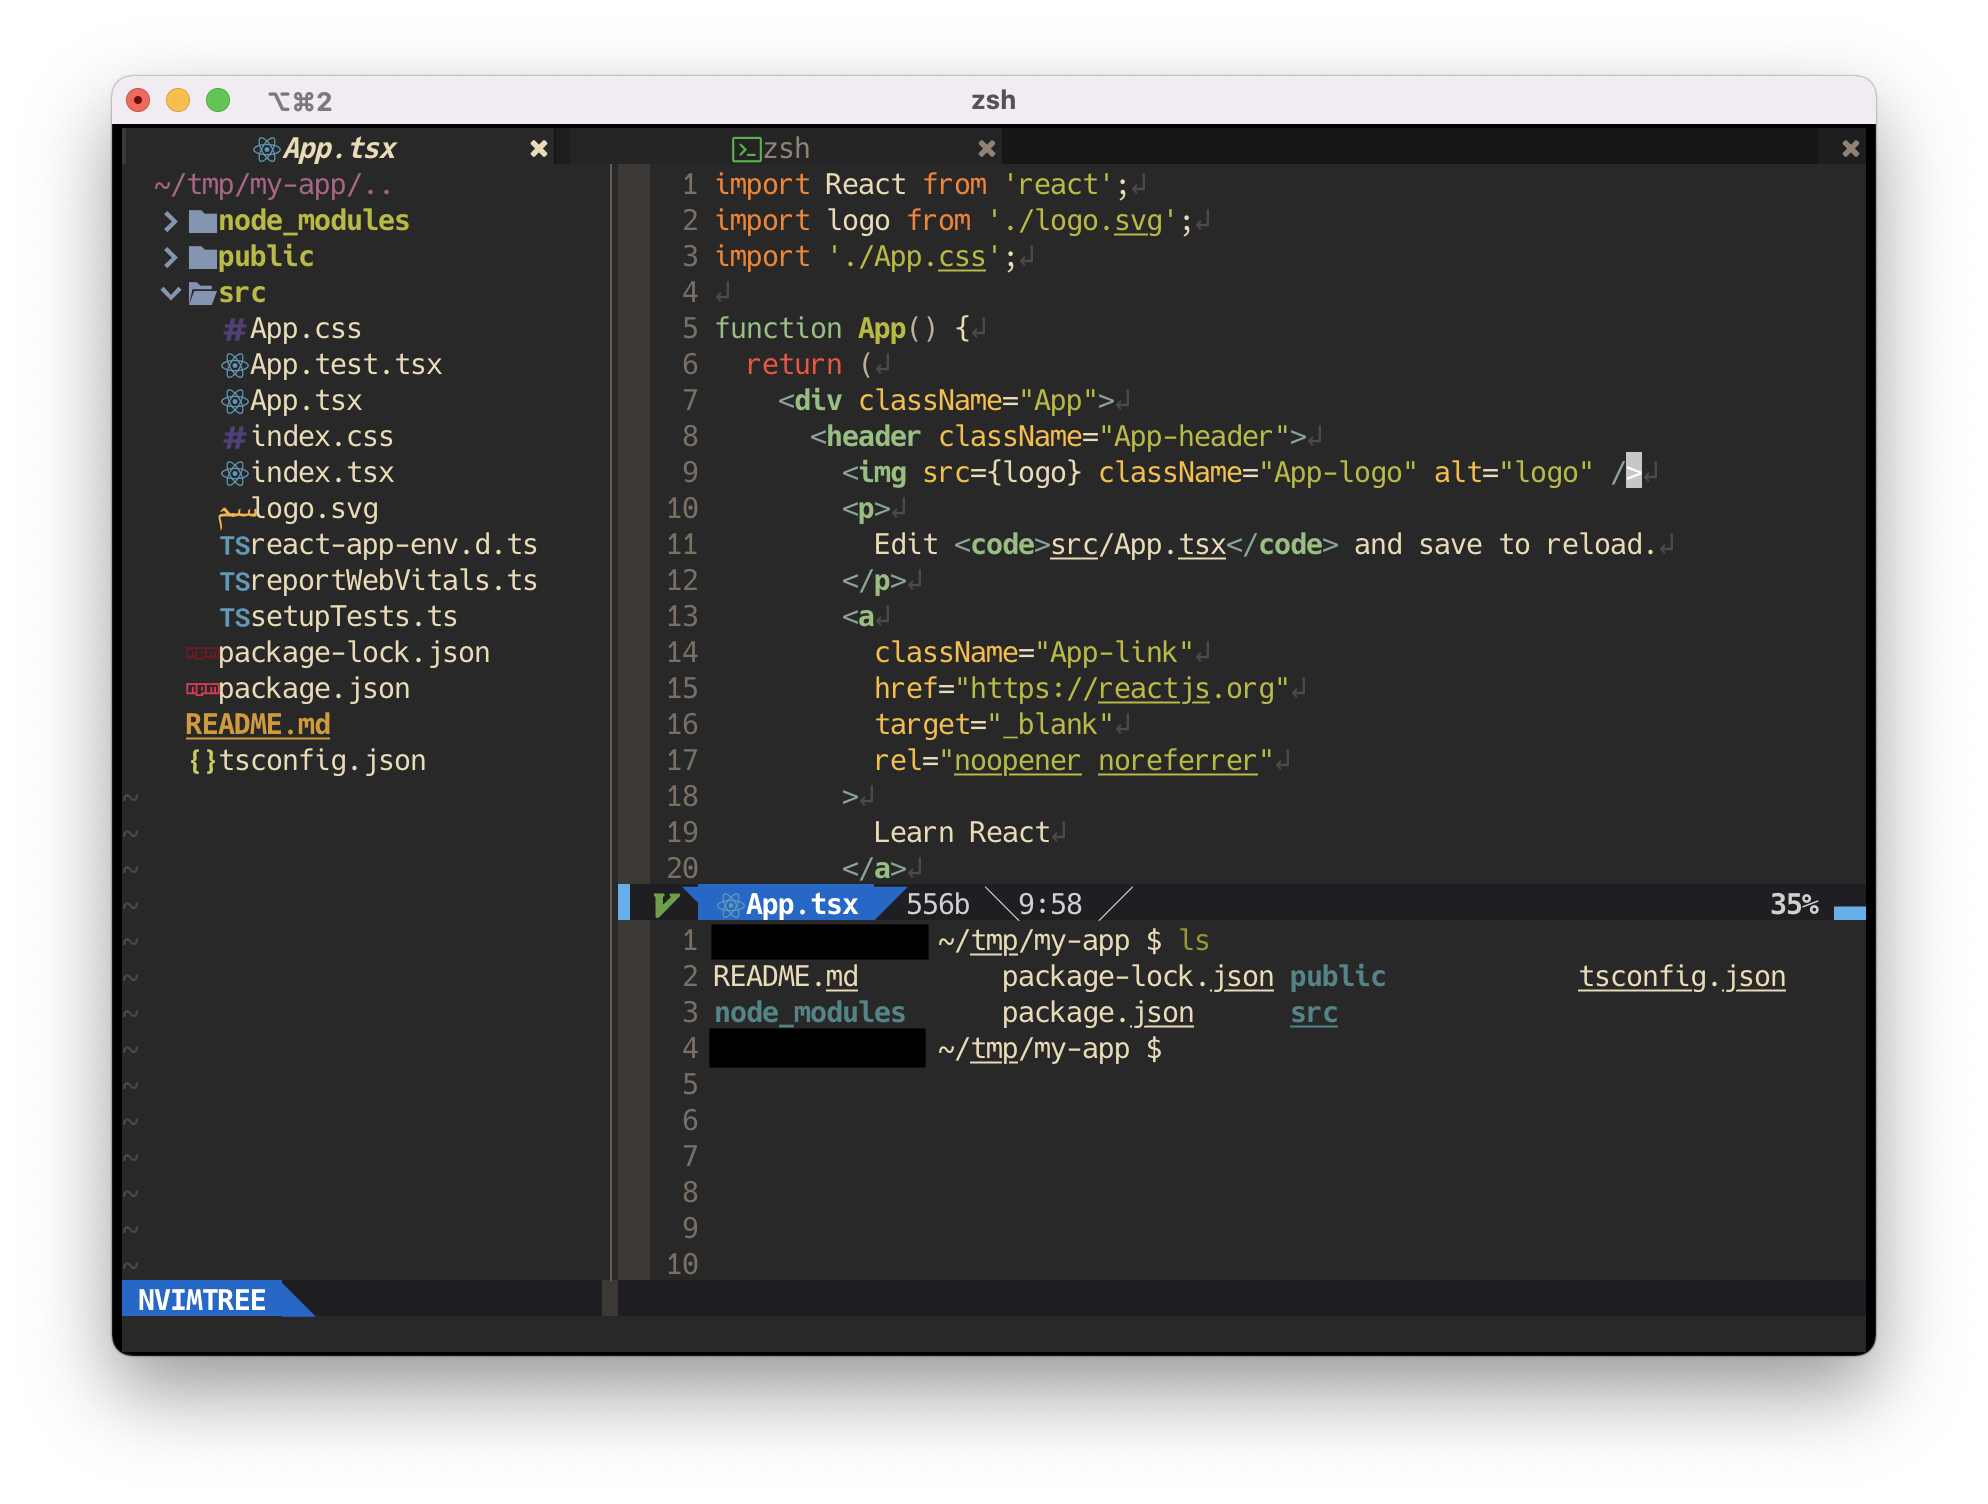 ⌥⌘2 zsh
App.tsx ✖ zsh ✖ ✖
~/tmp/my-app/..
node_modules
public
src
# App.css
App.test.tsx
App.tsx
# index.css
index.tsx
logo.svg
TS react-app-env.d.ts
TS reportWebVitals.ts
TS setupTests.ts
package-lock.json
package.json
README.md
{} tsconfig.json
~
~
~
~
~
~
~
~
~
~
~
~
~
~
NVIMTREE
1 import React from 'react';↲
2 import logo from './logo.svg';↲
3 import './App.css';↲
4 ↲
5 function App() {↲
6   return (↲
7     <div className="App">↲
8       <header className="App-header">↲
9         <img src={logo} className="App-logo" alt="logo" />↲
10         <p>↲
11           Edit <code>src/App.tsx</code> and save to reload.↲
12         </p>↲
13         <a↲
14           className="App-link"↲
15           href="https://reactjs.org"↲
16           target="_blank"↲
17           rel="noopener noreferrer"↲
18         >↲
19           Learn React↲
20         </a>↲
App.tsx 556b 9:58 35%
1 ~/tmp/my-app $ ls
2 README.md package-lock.json public tsconfig.json
3 node_modules package.json src
4 ~/tmp/my-app $
5
6
7
8
9
10